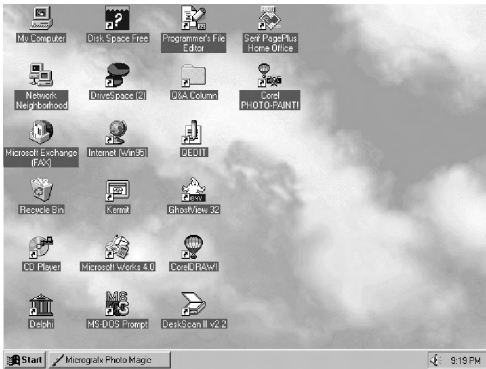 My Computer
Disk Space Free
Programmer's File
Editor
Serif PagePlus
Home Office
Network
Neighborhood
DriveSpace (2)
Q&A Column
Corel
PHOTO-PAINT!
Microsoft Exchange
(FAX)
Internet (Win95)
QEDIT
Recycle Bin
Kermit
GhostView 32
CD Player
Microsoft Works 4.0
CorelDRAW!
Delphi
MS-DOS Prompt
DeskScan II v2.2
Start
Micrografx Photo Magic
9:19 PM